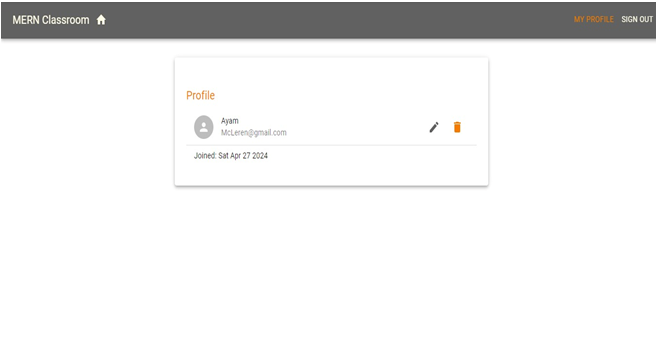 MERN Classroom MY PROFILE SIGN OUT
Profile
Ayam
McLeren@gmail.com
Joined: Sat Apr 27 2024